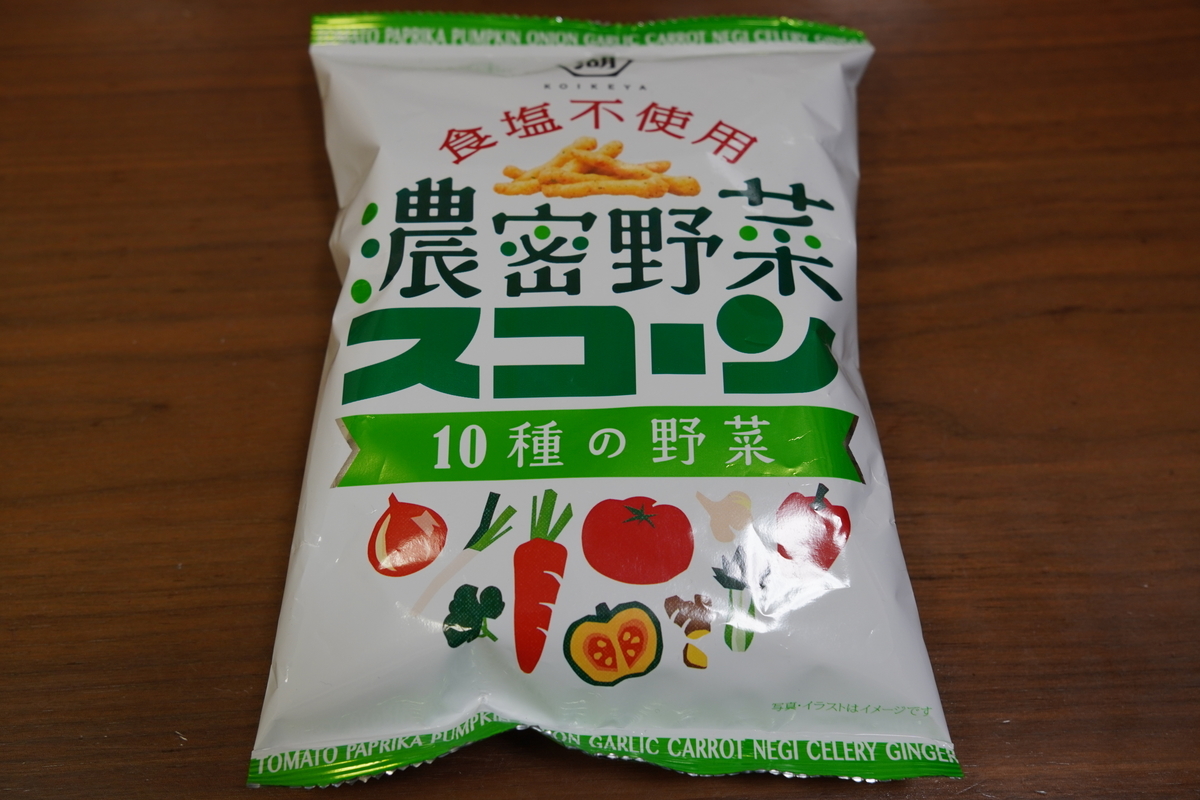 TOMATO PAPRIKA PUMPKIN ONION GARLIC CARROT NEGI CELERY
湖
KOIKEYA
食塩不使用
濃密野菜
スコーン
10種の野菜
写真・イラストはイメージです
TOMATO PAPRIKA PUMPKIN ONION GARLIC CARROT NEGI CELERY GINGER